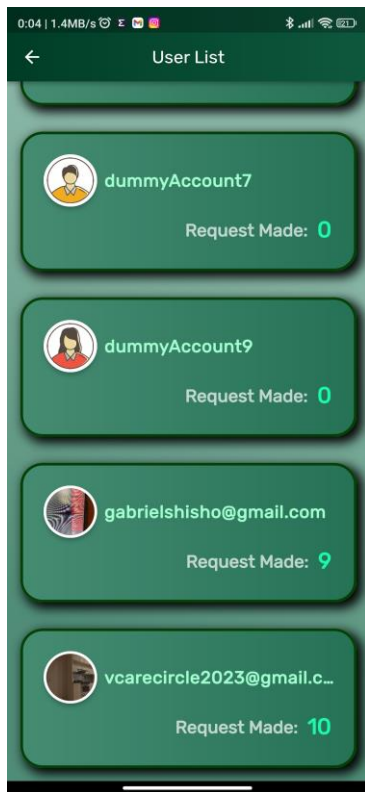 0:04 | 1.4MB/s
User List
dummyAccount7
Request Made: 0
dummyAccount9
Request Made: 0
gabrielshisho@gmail.com
Request Made: 9
vcarecircle2023@gmail.c...
Request Made: 10